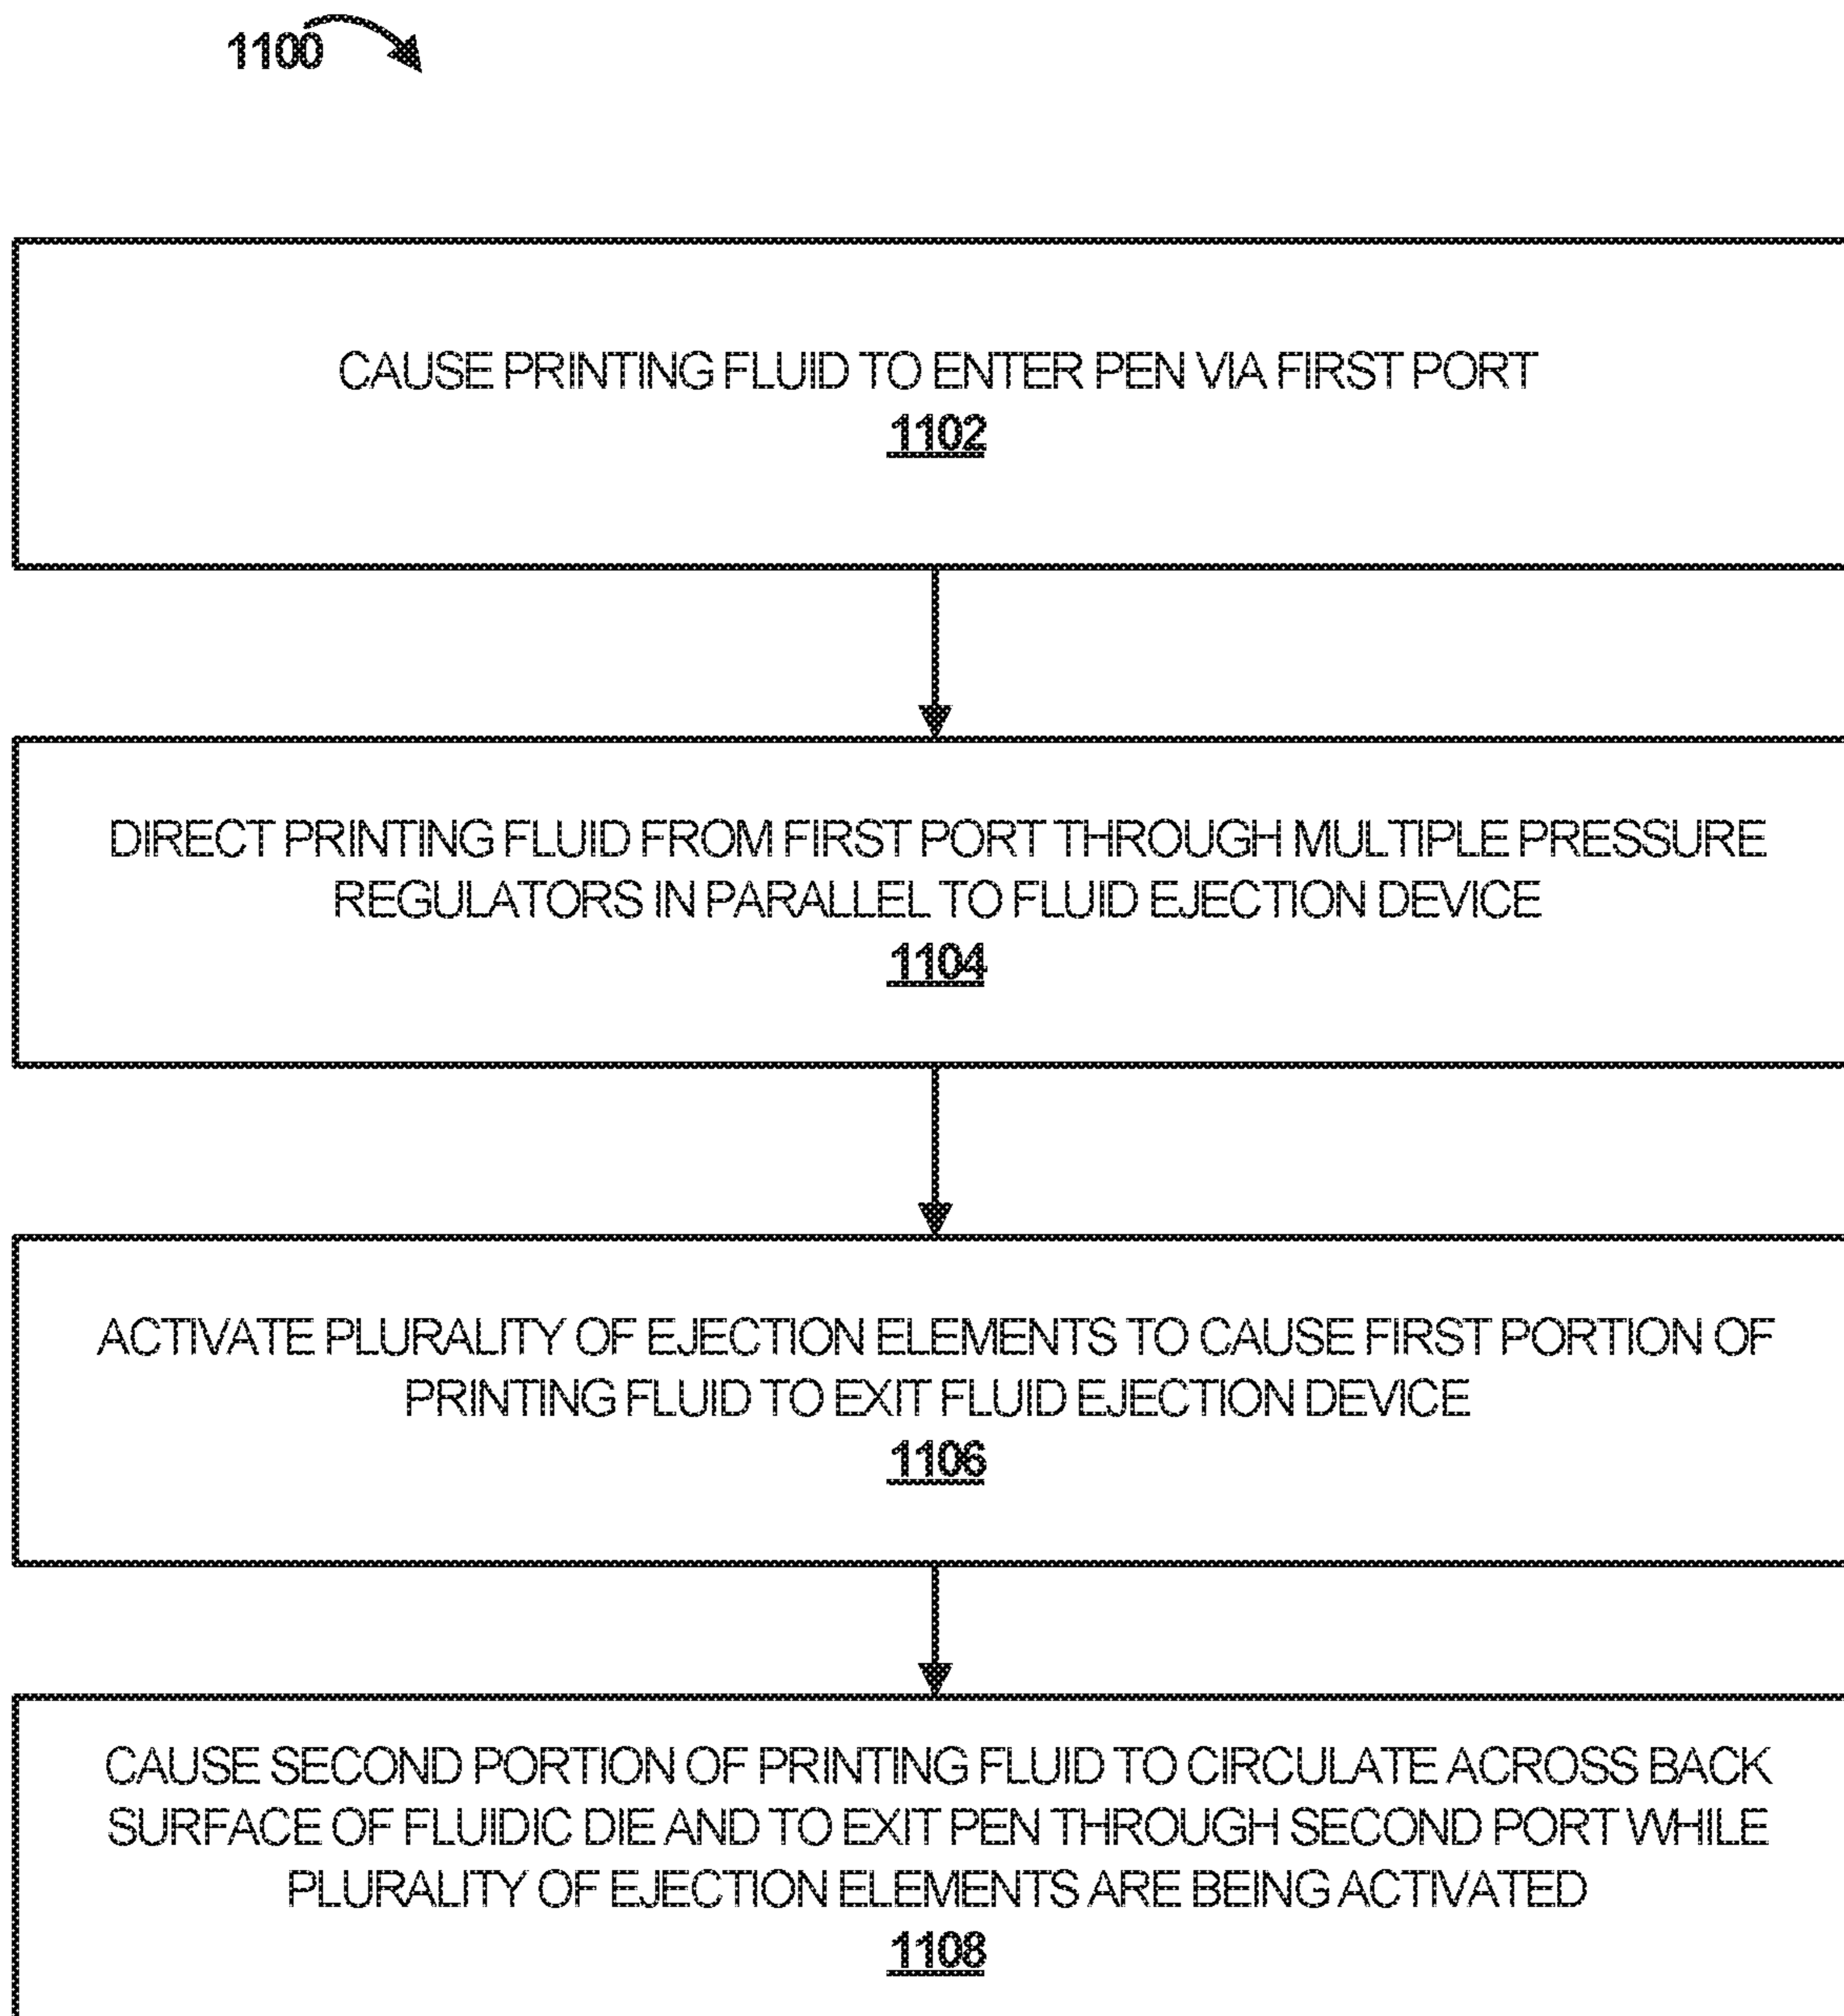 1100
CAUSE PRINTING FLUID TO ENTER PEN VIA FIRST PORT
1102
DIRECT PRINTING FLUID FROM FIRST PORT THROUGH MULTIPLE PRESSURE
REGULATORS IN PARALLEL TO FLUID EJECTION DEVICE
1104
ACTIVATE PLURALITY OF EJECTION ELEMENTS TO CAUSE FIRST PORTION OF
PRINTING FLUID TO EXIT FLUID EJECTION DEVICE
1106
CAUSE SECOND PORTION OF PRINTING FLUID TO CIRCULATE ACROSS BACK
SURFACE OF FLUIDIC DIE AND TO EXIT PEN THROUGH SECOND PORT WHILE
PLURALITY OF EJECTION ELEMENTS ARE BEING ACTIVATED
1108